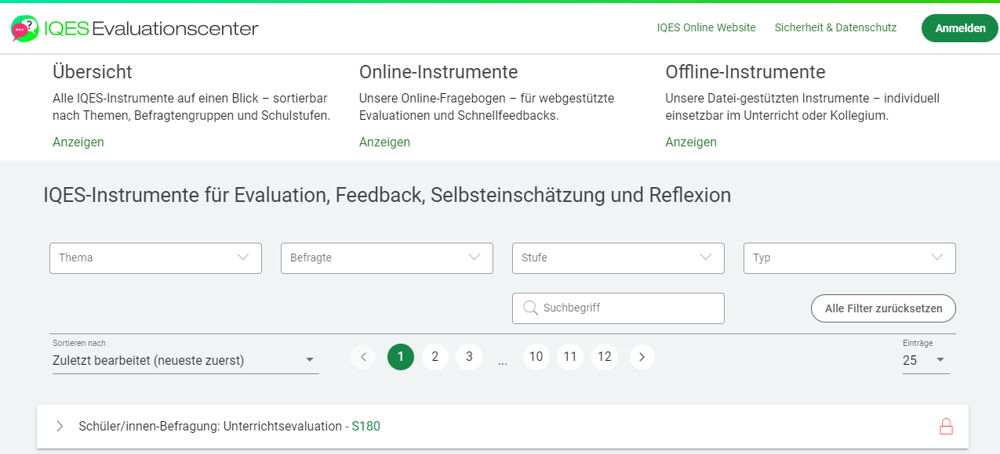 IQES Evaluationscenter
IQES Online Website
Sicherheit & Datenschutz
Anmelden
Übersicht
Alle IQES-Instrumente auf einen Blick – sortierbar
nach Themen, Befragtengruppen und Schulstufen.
Anzeigen
Online-Instrumente
Unsere Online-Fragebogen – für webgestützte
Evaluationen und Schnellfeedbacks.
Anzeigen
Offline-Instrumente
Unsere Datei-gestützten Instrumente – individuell
einsetzbar im Unterricht oder Kollegium.
Anzeigen
IQES-Instrumente für Evaluation, Feedback, Selbsteinschätzung und Reflexion
Thema
Befragte
Stufe
Typ
Suchbegriff
Alle Filter zurücksetzen
Sortieren nach
Zuletzt bearbeitet (neueste zuerst)
1 2 3 ... 10 11 12
Einträge
25
Schüler/innen-Befragung: Unterrichtsevaluation - S180